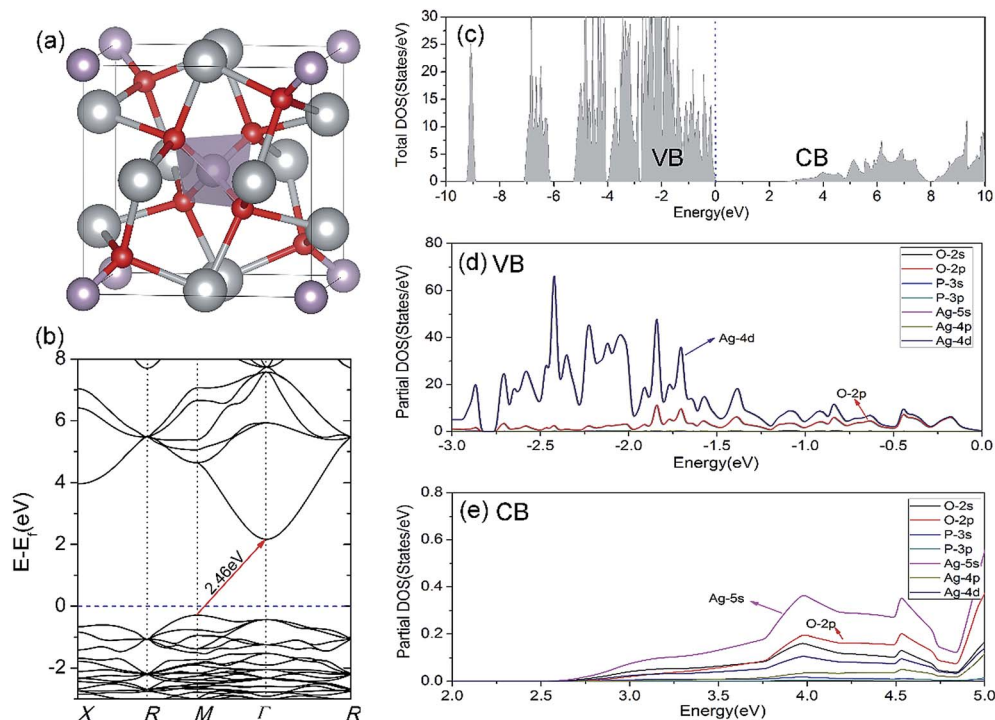 (a)
(b)
8
6
4
2
0
-2
E-E_f(eV)
2.46eV
X R M Γ R
(c)
30
25
20
15
10
5
0
Total DOS(States/eV)
VB
CB
-10 -8 -6 -4 -2 0 2 4 6 8 10
Energy(eV)
(d) VB
80
60
40
20
0
Partial DOS(States/eV)
Ag-4d
O-2p
O-2s
O-2p
P-3s
P-3p
Ag-5s
Ag-4p
Ag-4d
-3.0 -2.5 -2.0 -1.5 -1.0 -0.5 0.0
Energy(eV)
(e) CB
0.8
0.6
0.4
0.2
0.0
Partial DOS(States/eV)
Ag-5s
O-2p
O-2s
O-2p
P-3s
P-3p
Ag-5s
Ag-4p
Ag-4d
2.0 2.5 3.0 3.5 4.0 4.5 5.0
Energy(eV)